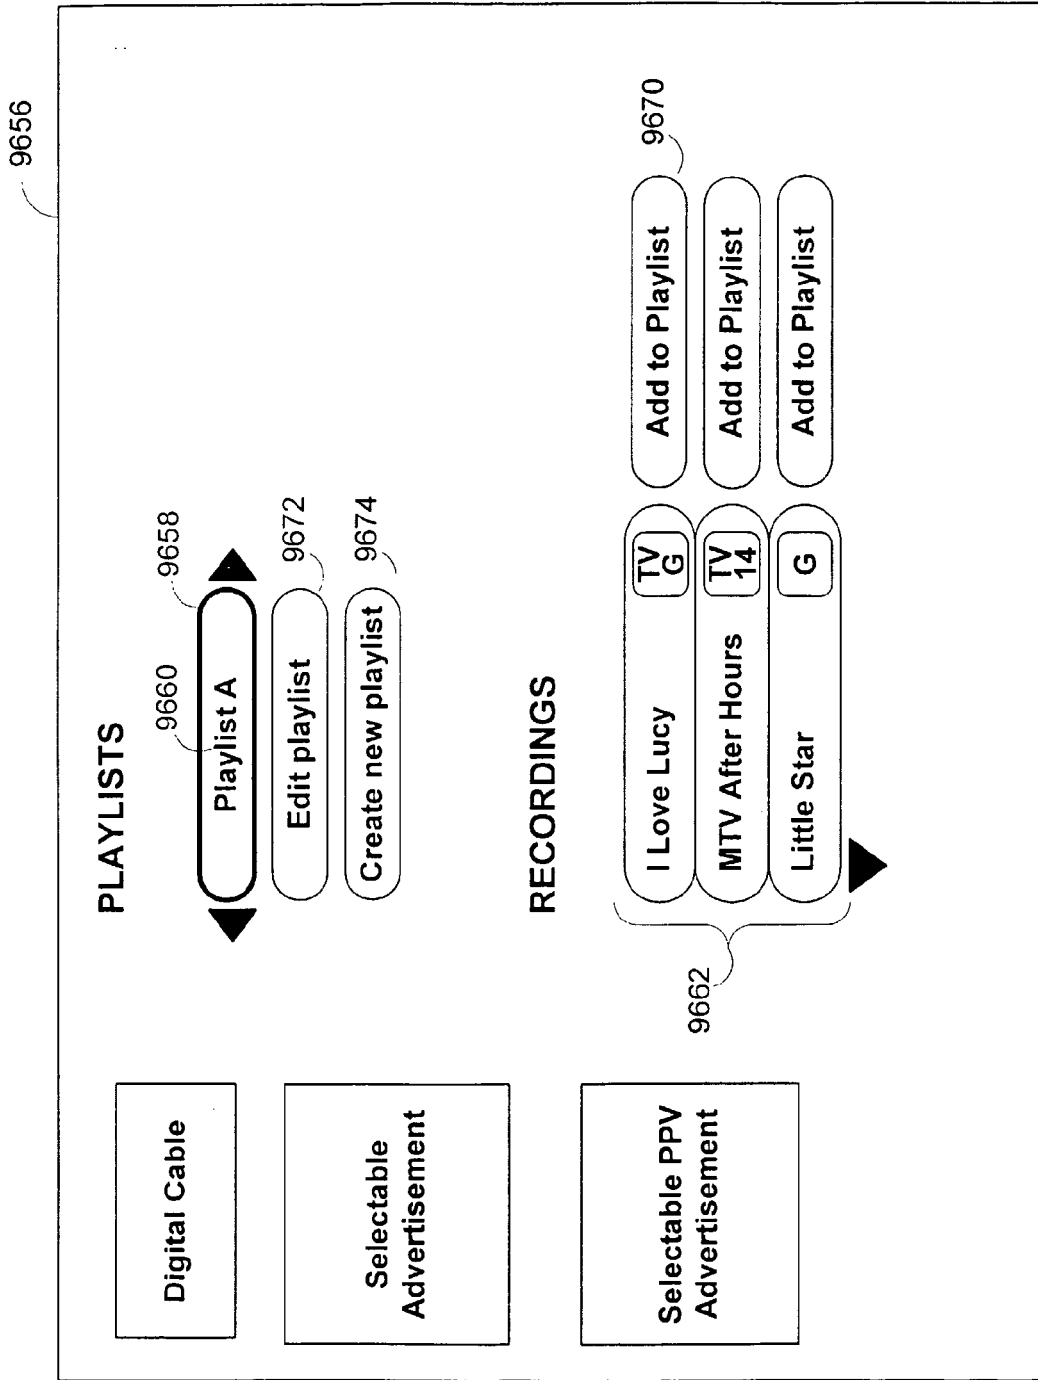 9656
Digital Cable
Selectable
Advertisement
Selectable PPV
Advertisement
PLAYLISTS
9660
9658
Playlist A
Edit playlist
9672
Create new playlist
9674
RECORDINGS
9662
I Love Lucy
TV
G
Add to Playlist
9670
MTV After Hours
TV
14
Add to Playlist
Little Star
G
Add to Playlist